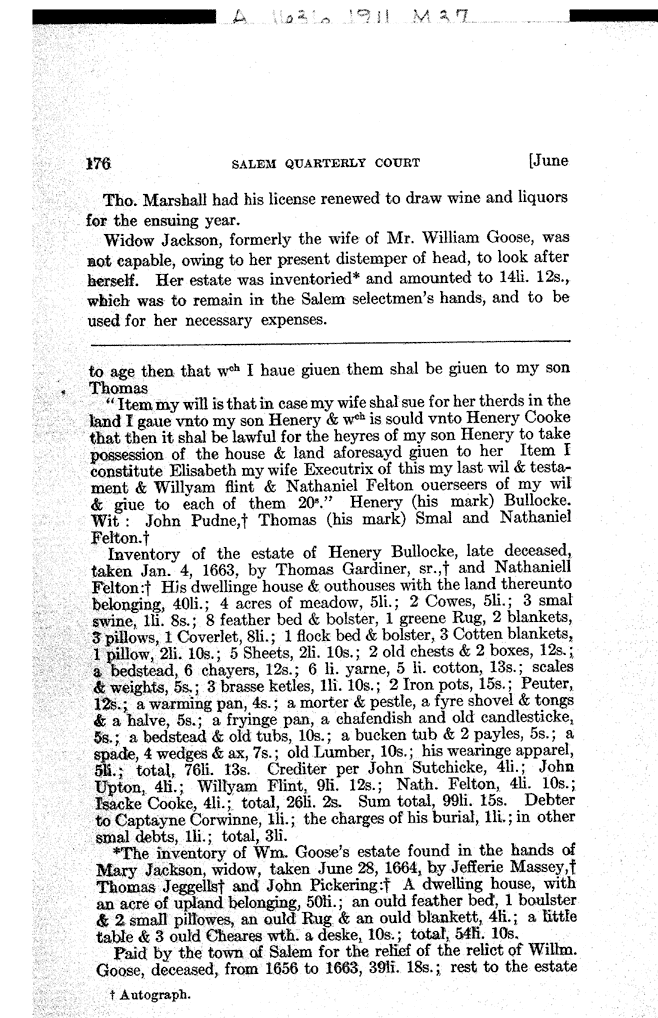 A 11636 1911 M27
176 SALEM QUARTERLY COURT [June
Tho. Marshall had his license renewed to draw wine and liquors
for the ensuing year.
Widow Jackson, formerly the wife of Mr. William Goose, was
not capable, owing to her present distemper of head, to look after
herself. Her estate was inventoried* and amounted to 14li. 12s.,
which was to remain in the Salem selectmen's hands, and to be
used for her necessary expenses.
to age then that wᶜʰ I haue giuen them shal be giuen to my son
Thomas
"Item my will is that in case my wife shal sue for her therds in the
land I gaue vnto my son Henery & wᶜʰ is sould vnto Henery Cooke
that then it shal be lawful for the heyres of my son Henery to take
possession of the house & land aforesayd giuen to her Item I
constitute Elisabeth my wife Executrix of this my last wil & testa-
ment & Willyam flint & Nathaniel Felton ouerseers of my wil
& giue to each of them 20ˢ." Henery (his mark) Bullocke.
Wit: John Pudne,† Thomas (his mark) Smal and Nathaniel
Felton.†
Inventory of the estate of Henery Bullocke, late deceased,
taken Jan. 4, 1663, by Thomas Gardiner, sr.,† and Nathaniell
Felton:† His dwellinge house & outhouses with the land thereunto
belonging, 40li.; 4 acres of meadow, 5li.; 2 Cowes, 5li.; 3 smal
swine, 1li. 8s.; 8 feather bed & bolster, 1 greene Rug, 2 blankets,
3 pillows, 1 Coverlet, 8li.; 1 flock bed & bolster, 3 Cotten blankets,
1 pillow, 2li. 10s.; 5 Sheets, 2li. 10s.; 2 old chests & 2 boxes, 12s.;
a bedstead, 6 chayers, 12s.; 6 li. yarne, 5 li. cotton, 13s.; scales
& weights, 5s.; 3 brasse ketles, 1li. 10s.; 2 Iron pots, 15s.; Peuter,
12s.; a warming pan, 4s.; a morter & pestle, a fyre shovel & tongs
& a halve, 5s.; a fryinge pan, a chafendish and old candlesticke,
5s.; a bedstead & old tubs, 10s.; a bucken tub & 2 payles, 5s.; a
spade, 4 wedges & ax, 7s.; old Lumber, 10s.; his wearinge apparel,
5li.; total, 76li. 13s. Crediter per John Sutchicke, 4li.; John
Upton, 4li.; Willyam Flint, 9li. 12s.; Nath. Felton, 4li. 10s.;
Isacke Cooke, 4li.; total, 26li. 2s. Sum total, 99li. 15s. Debter
to Captayne Corwinne, 1li.; the charges of his burial, 1li.; in other
smal debts, 1li.; total, 3li.
*The inventory of Wm. Goose's estate found in the hands of
Mary Jackson, widow, taken June 28, 1664, by Jefferie Massey,†
Thomas Jeggells† and John Pickering:† A dwelling house, with
an acre of upland belonging, 50li.; an ould feather bed, 1 boulster
& 2 small pillowes, an ould Rug & an ould blankett, 4li.; a little
table & 3 ould Cheares wth. a deske, 10s.; total, 54li. 10s.
Paid by the town of Salem for the relief of the relict of Willm.
Goose, deceased, from 1656 to 1663, 39li. 18s.; rest to the estate
† Autograph.